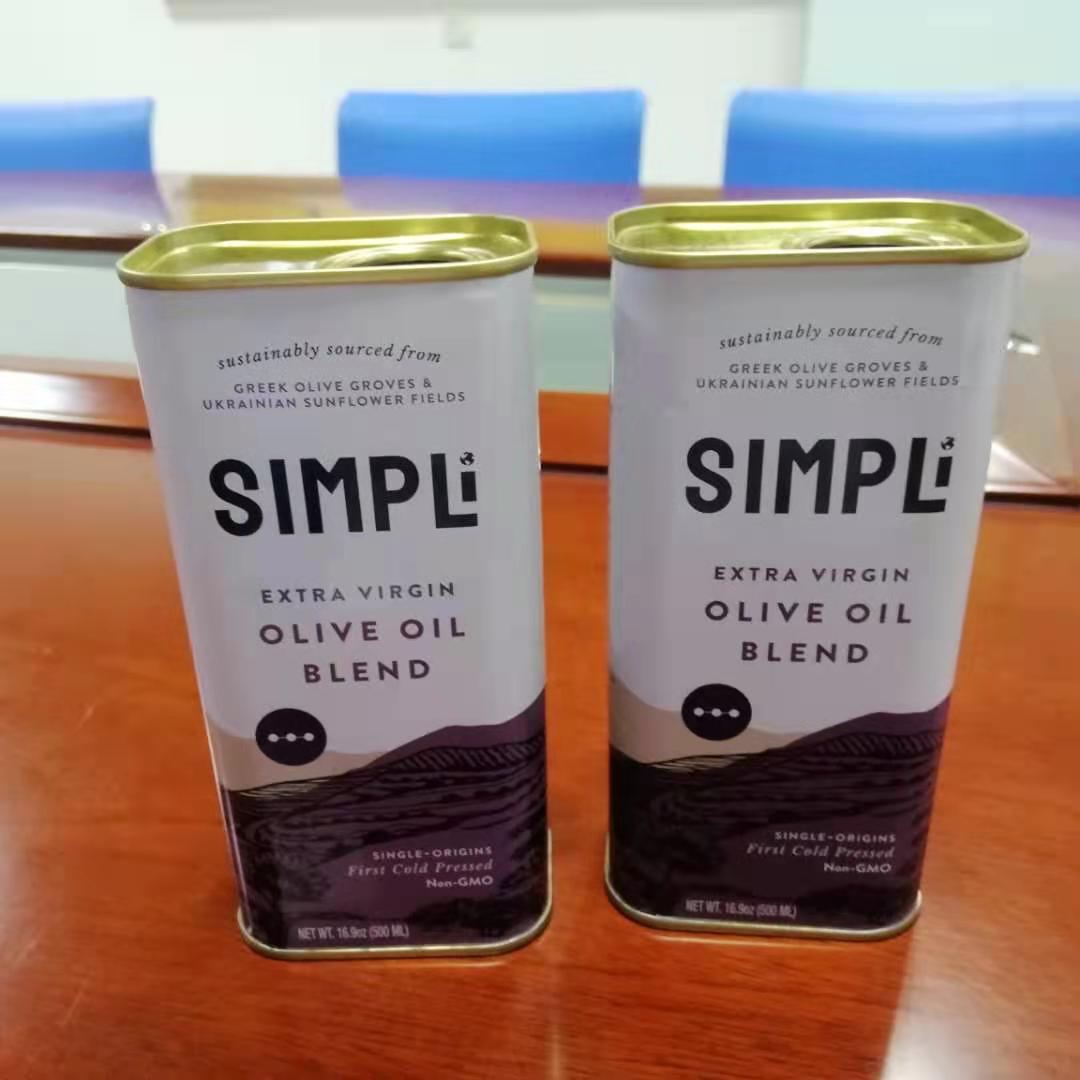 sustainably sourced from
GREEK OLIVE GROVES &
UKRAINIAN SUNFLOWER FIELDS
SIMPLi
EXTRA VIRGIN
OLIVE OIL
BLEND
SINGLE-ORIGINS
First Cold Pressed
Non-GMO
NET WT. 16.9oz (500 ML)
sustainably sourced from
GREEK OLIVE GROVES &
UKRAINIAN SUNFLOWER FIELDS
SIMPLi
EXTRA VIRGIN
OLIVE OIL
BLEND
SINGLE-ORIGINS
First Cold Pressed
Non-GMO
NET WT. 16.9oz (500 ML)